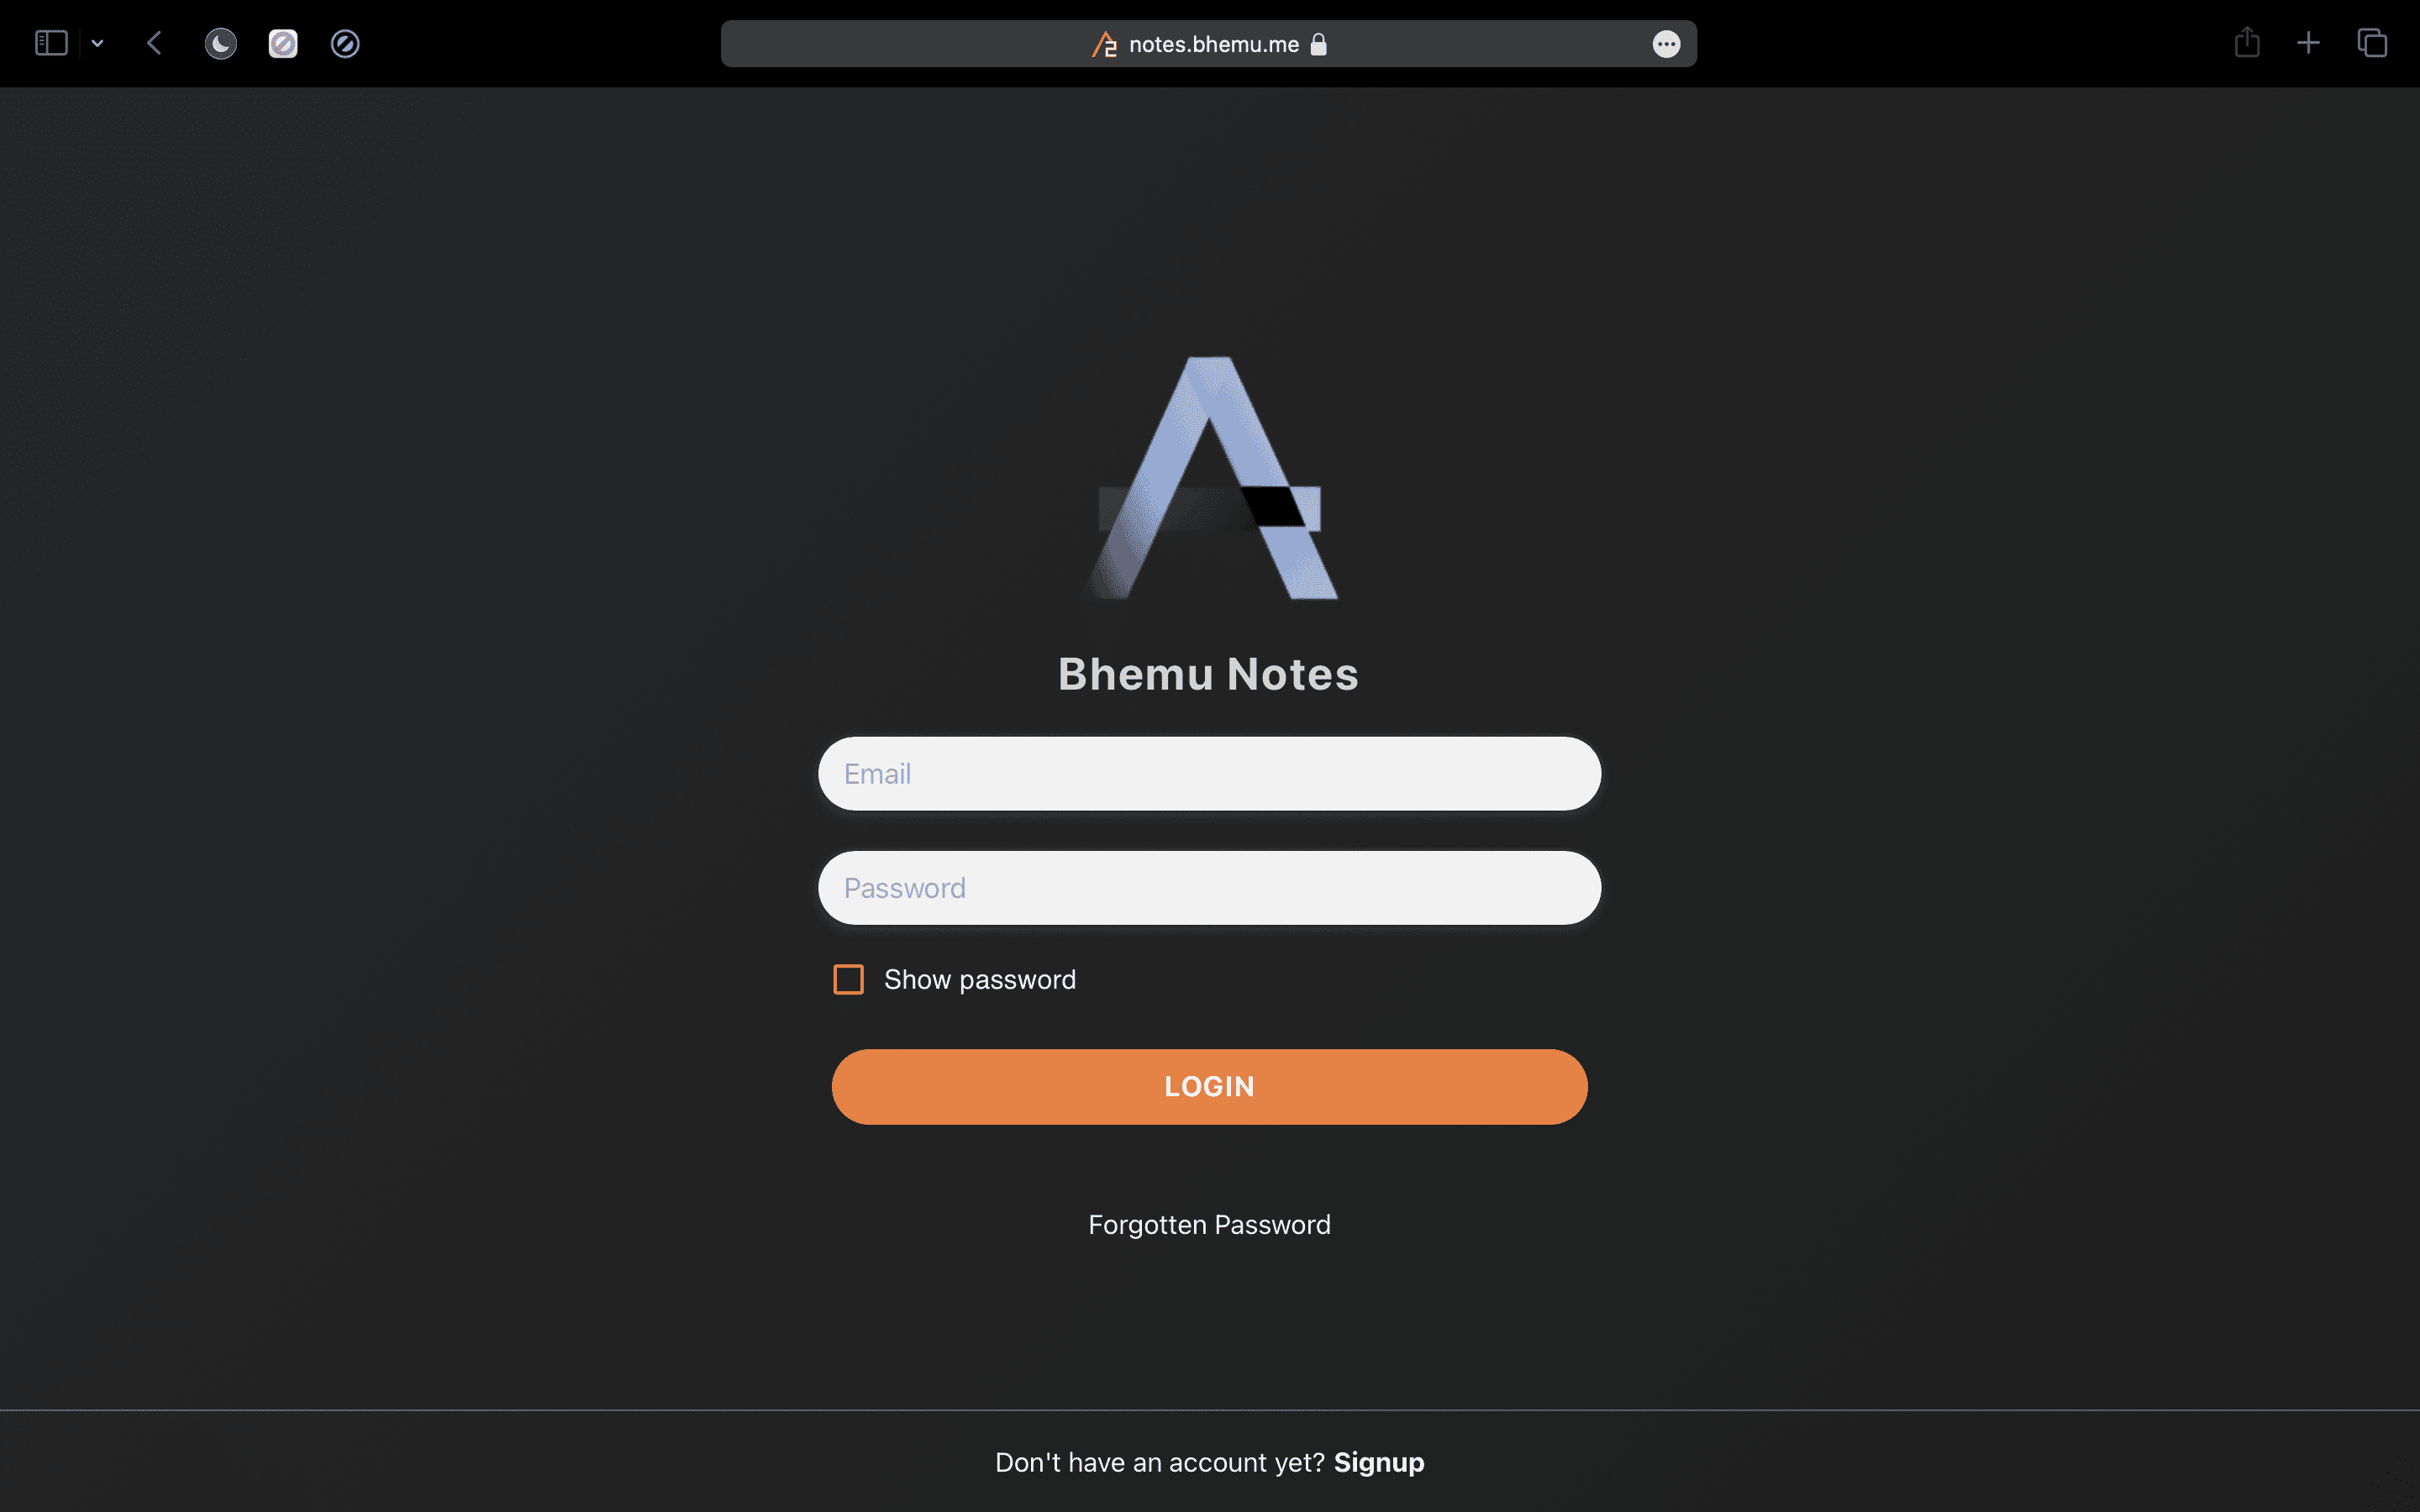 notes.bhemu.me
Bhemu Notes
Email
Password
Show password
LOGIN
Forgotten Password
Don't have an account yet? Signup